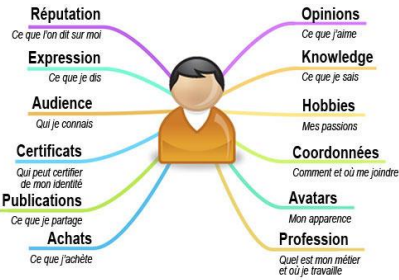 Réputation
Ce que l'on dit sur moi
Expression
Ce que je dis
Audience
Qui je connais
Certificats
Qui peut certifier
de mon identité
Publications
Ce que je partage
Achats
Ce que j'achète
Opinions
Ce que j'aime
Knowledge
Ce que je sais
Hobbies
Mes passions
Coordonnées
Comment et où me joindre
Avatars
Mon apparence
Profession
Quel est mon métier
et où je travaille